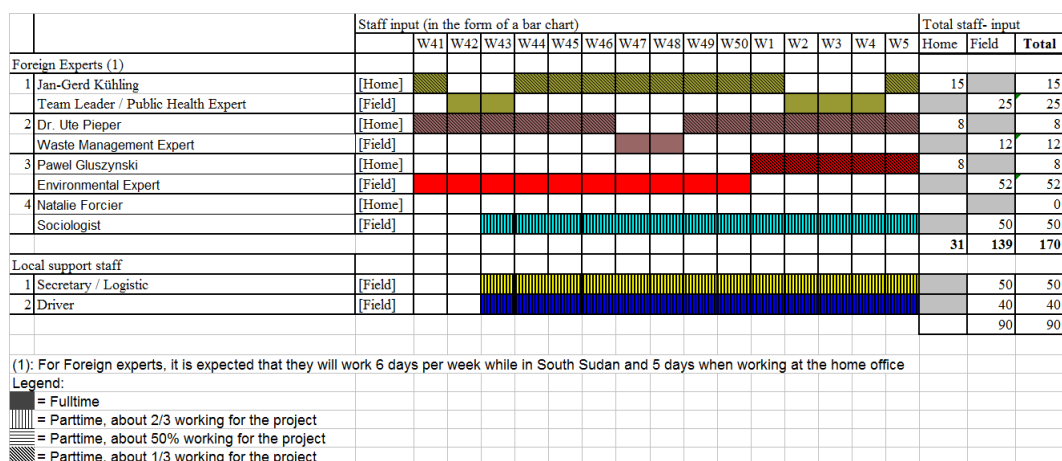 Staff input (in the form of a bar chart) Total staff- input
W41 W42 W43 W44 W45 W46 W47 W48 W49 W50 W1 W2 W3 W4 W5 Home Field Total
Foreign Experts (1)
1 Jan-Gerd Kühling [Home] 15 15
Team Leader / Public Health Expert [Field] 25 25
2 Dr. Ute Pieper [Home] 8 8
Waste Management Expert [Field] 12 12
3 Pawel Gluszynski [Home] 8 8
Environmental Expert [Field] 52 52
4 Natalie Forcier [Home] 0
Sociologist [Field] 50 50
31 139 170
Local support staff
1 Secretary / Logistic [Field] 50 50
2 Driver [Field] 40 40
90 90
(1): For Foreign experts, it is expected that they will work 6 days per week while in South Sudan and 5 days when working at the home office
Legend:
= Fulltime
= Parttime, about 2/3 working for the project
= Parttime, about 50% working for the project
= Parttime, about 1/3 working for the project